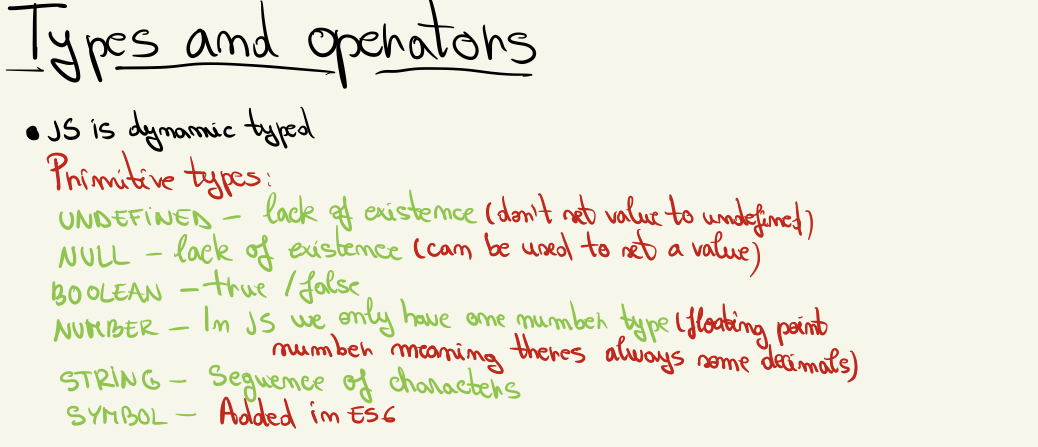 Types and operators
• JS is dynamic typed
Primitive types:
UNDEFINED – lack of existence (don't set value to undefined)
NULL – lack of existence (can be used to set a value)
BOOLEAN – true / false
NUMBER – In JS we only have one number type (floating point
number meaning theres always some decimals)
STRING – Sequence of characters
SYMBOL – Added in ES6